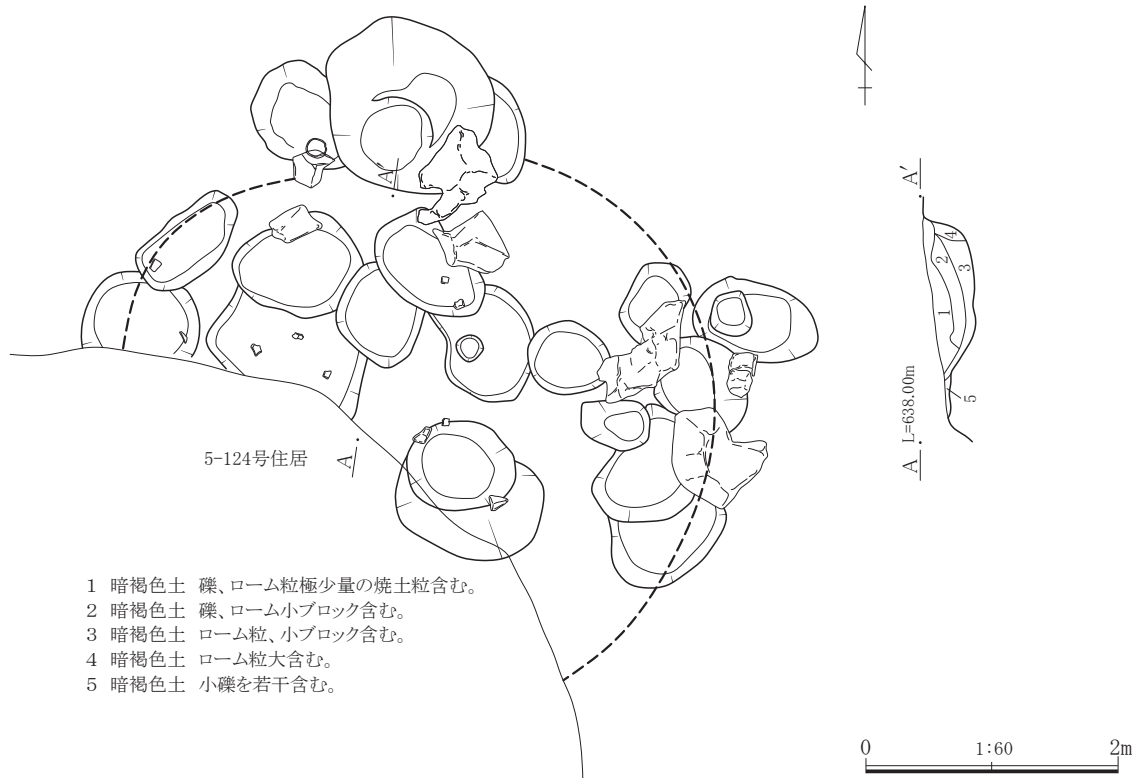 A′
A′
4
2
3
1
L=638.00m
5
A
5-124号住居
A
1 暗褐色土 礫、ローム粒極少量の焼土粒含む。
2 暗褐色土 礫、ローム小ブロック含む。
3 暗褐色土 ローム粒、小ブロック含む。
4 暗褐色土 ローム粒大含む。
5 暗褐色土 小礫を若干含む。
0 1:60 2m